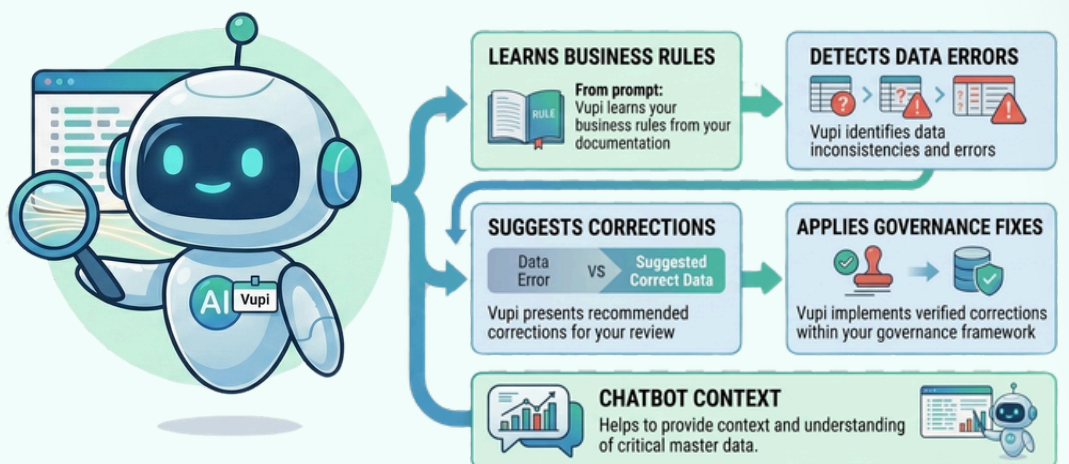 LEARNS BUSINESS RULES
RULE
From prompt:
Vupi learns your
business rules from your
documentation
DETECTS DATA ERRORS
?
?
!
?
?
!
Vupi identifies data
inconsistencies and errors
SUGGESTS CORRECTIONS
Data
Error
VS
Suggested
Correct Data
Vupi presents recommended
corrections for your review
APPLIES GOVERNANCE FIXES
Vupi implements verified corrections
within your governance framework
AI
Vupi
CHATBOT CONTEXT
Helps to provide context and understanding
of critical master data.